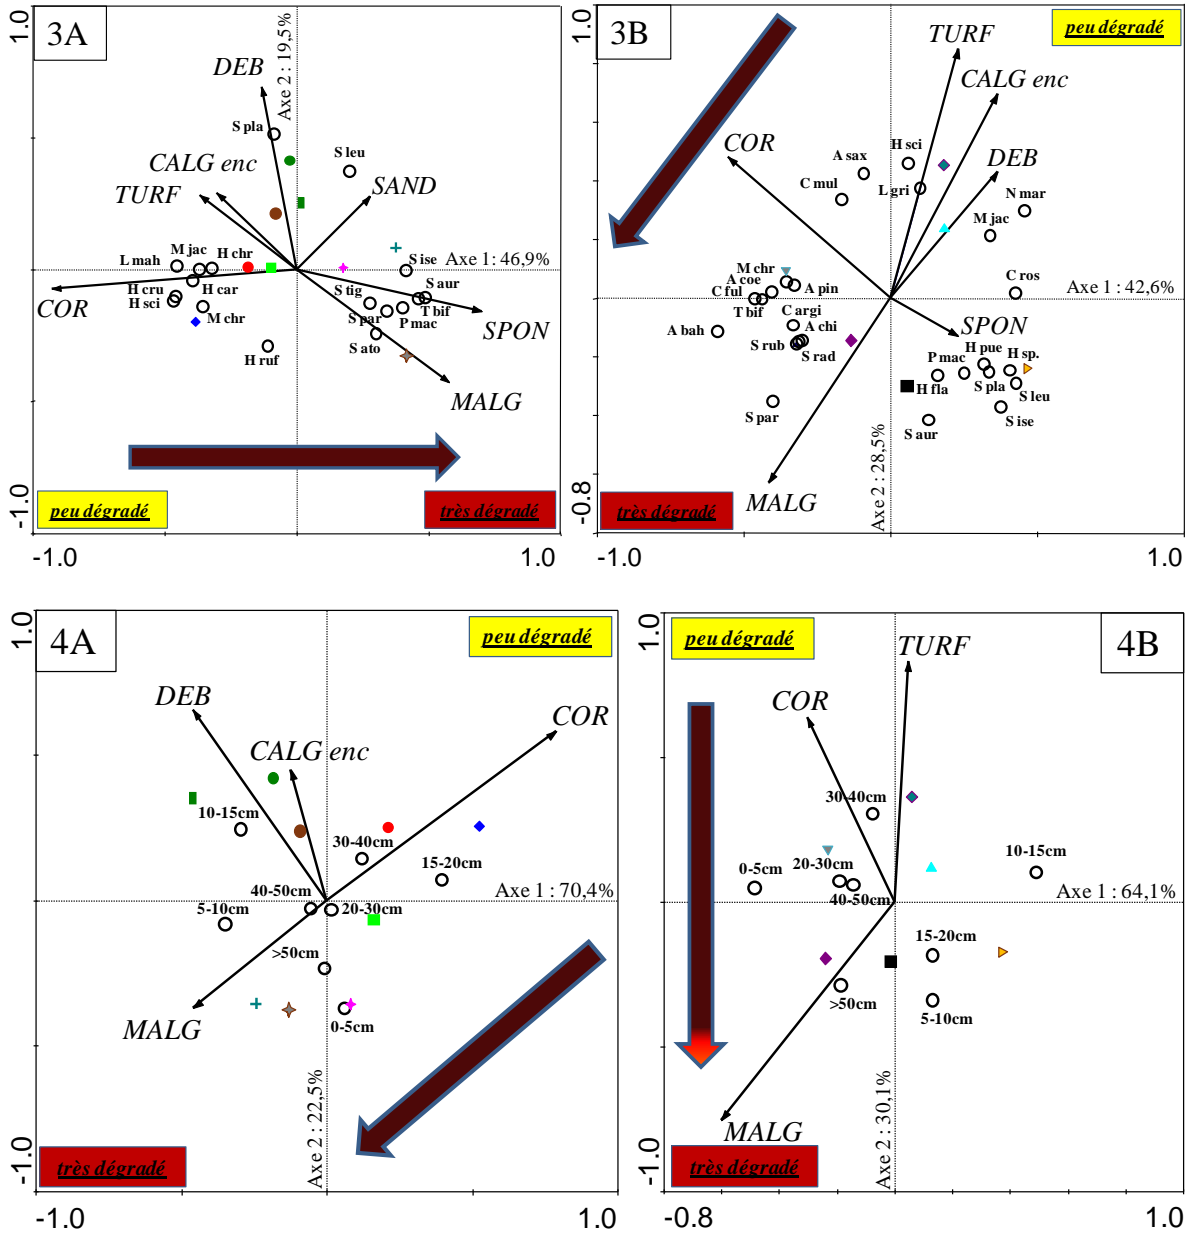 3A
1.0
Axe 2 : 19,5%
DEB
S pla
S leu
CALG enc
TURF
SAND
Axe 1 : 46,9%
L mah
M jac
H chr
S ise
COR
H cru
H car
H sci
M chr
S tig
S aur
S par
T bif
P mac
SPON
S ato
H ruf
MALG
peu dégradé
très dégradé
-1.0
-1.0
1.0
3B
1.0
peu dégradé
TURF
CALG enc
COR
DEB
A sax
H sci
C mul
L gri
N mar
M jac
M chr
A coe
C ful
A pin
C ros
Axe 1 : 42,6%
T bif
C argi
A bah
A chi
S rub
S rad
SPON
H pue
P mac
H sp.
H fla
S pla
S leu
S par
S ise
S aur
MALG
Axe 2 : 28,5%
très dégradé
-0.8
-1.0
1.0
4A
1.0
peu dégradé
DEB
COR
CALG enc
10-15cm
30-40cm
15-20cm
Axe 1 : 70,4%
40-50cm
5-10cm
20-30cm
>50cm
0-5cm
MALG
Axe 2 : 22,5%
très dégradé
-1.0
-1.0
1.0
4B
1.0
peu dégradé
TURF
COR
30-40cm
10-15cm
0-5cm
20-30cm
Axe 1 : 64,1%
40-50cm
15-20cm
>50cm
5-10cm
MALG
Axe 2 : 30,1%
très dégradé
-1.0
-0.8
1.0